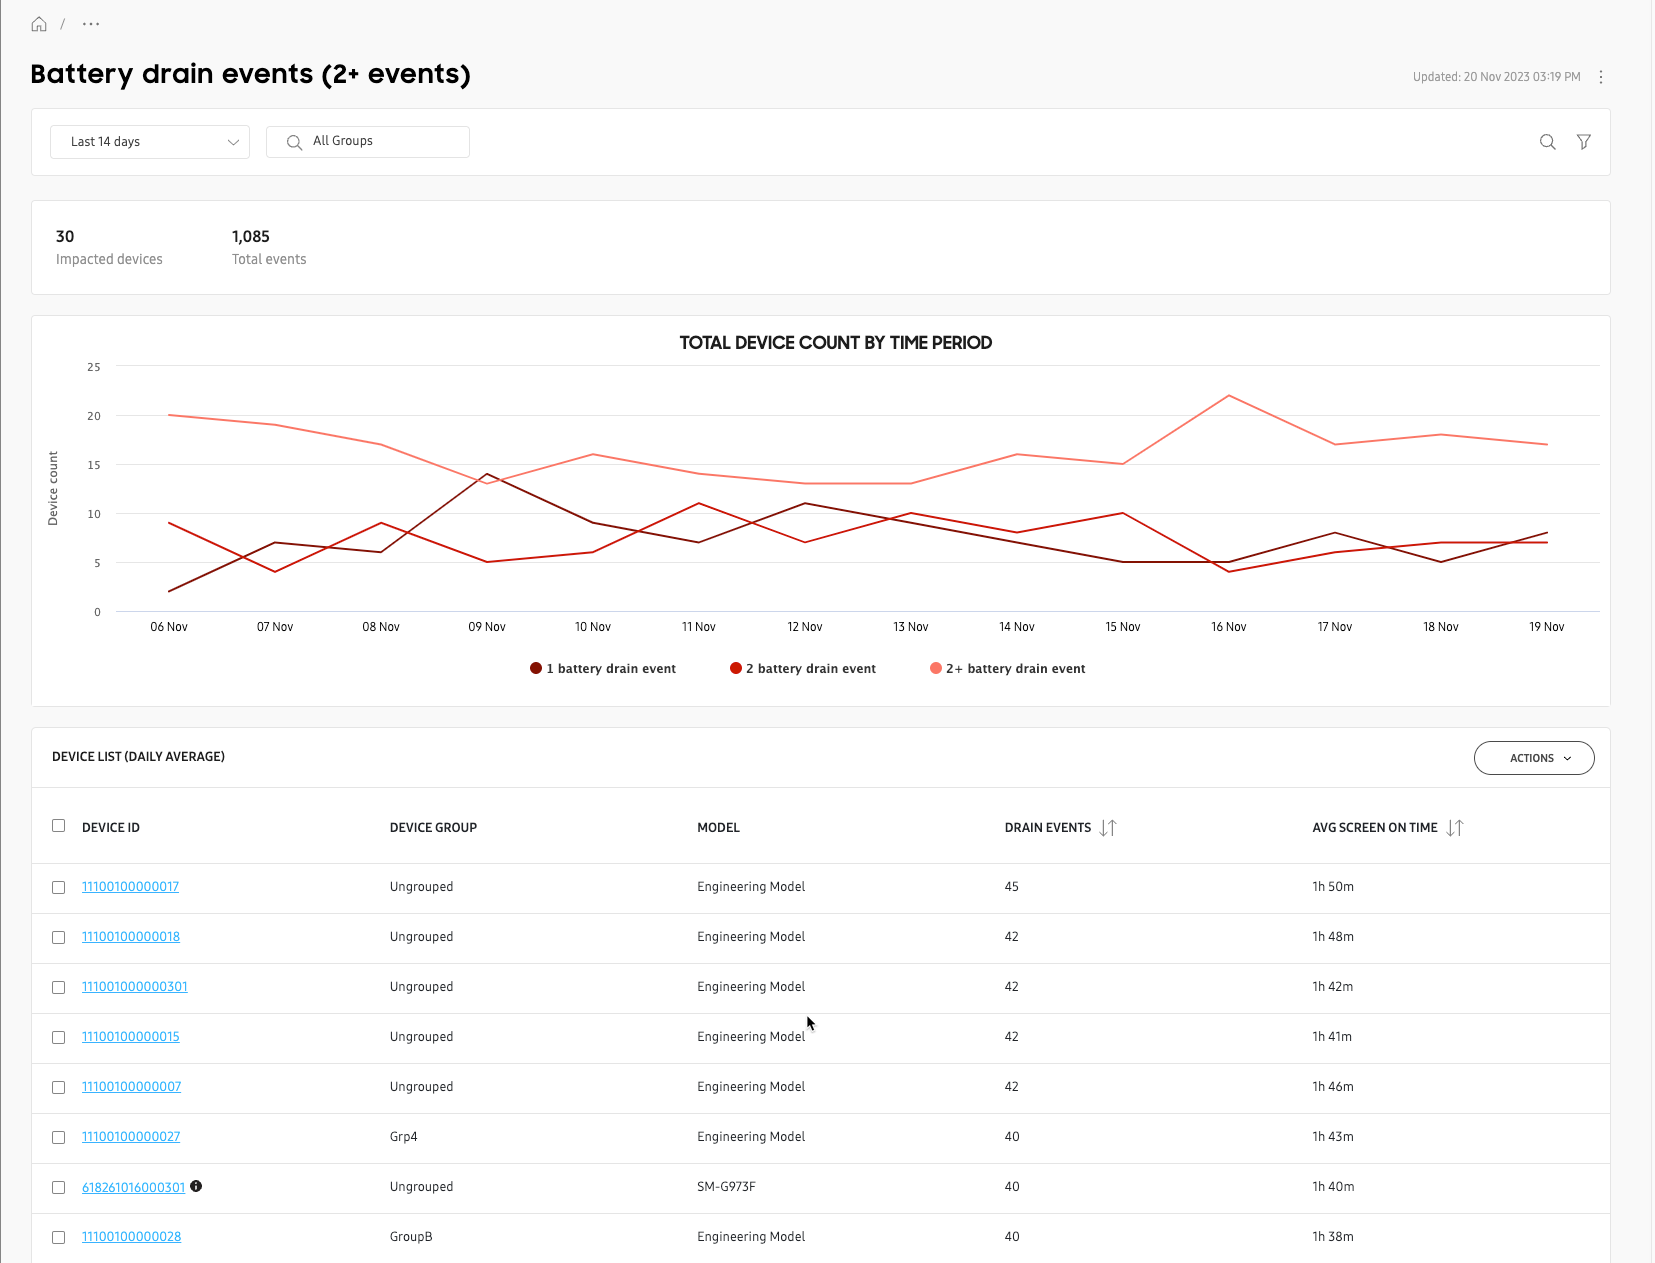 / ...
Battery drain events (2+ events)
Updated: 20 Nov 2023 03:19 PM
Last 14 days
All Groups
30
1,085
Impacted devices
Total events
TOTAL DEVICE COUNT BY TIME PERIOD
25
20
15
10
5
0
Device count
06 Nov 07 Nov 08 Nov 09 Nov 10 Nov 11 Nov 12 Nov 13 Nov 14 Nov 15 Nov 16 Nov 17 Nov 18 Nov 19 Nov
1 battery drain event 2 battery drain event 2+ battery drain event
DEVICE LIST (DAILY AVERAGE)
ACTIONS
DEVICE ID DEVICE GROUP MODEL DRAIN EVENTS AVG SCREEN ON TIME
11100100000017 Ungrouped Engineering Model 45 1h 50m
11100100000018 Ungrouped Engineering Model 42 1h 48m
111001000000301 Ungrouped Engineering Model 42 1h 42m
11100100000015 Ungrouped Engineering Model 42 1h 41m
11100100000007 Ungrouped Engineering Model 42 1h 46m
11100100000027 Grp4 Engineering Model 40 1h 43m
618261016000301 Ungrouped SM-G973F 40 1h 40m
11100100000028 GroupB Engineering Model 40 1h 38m